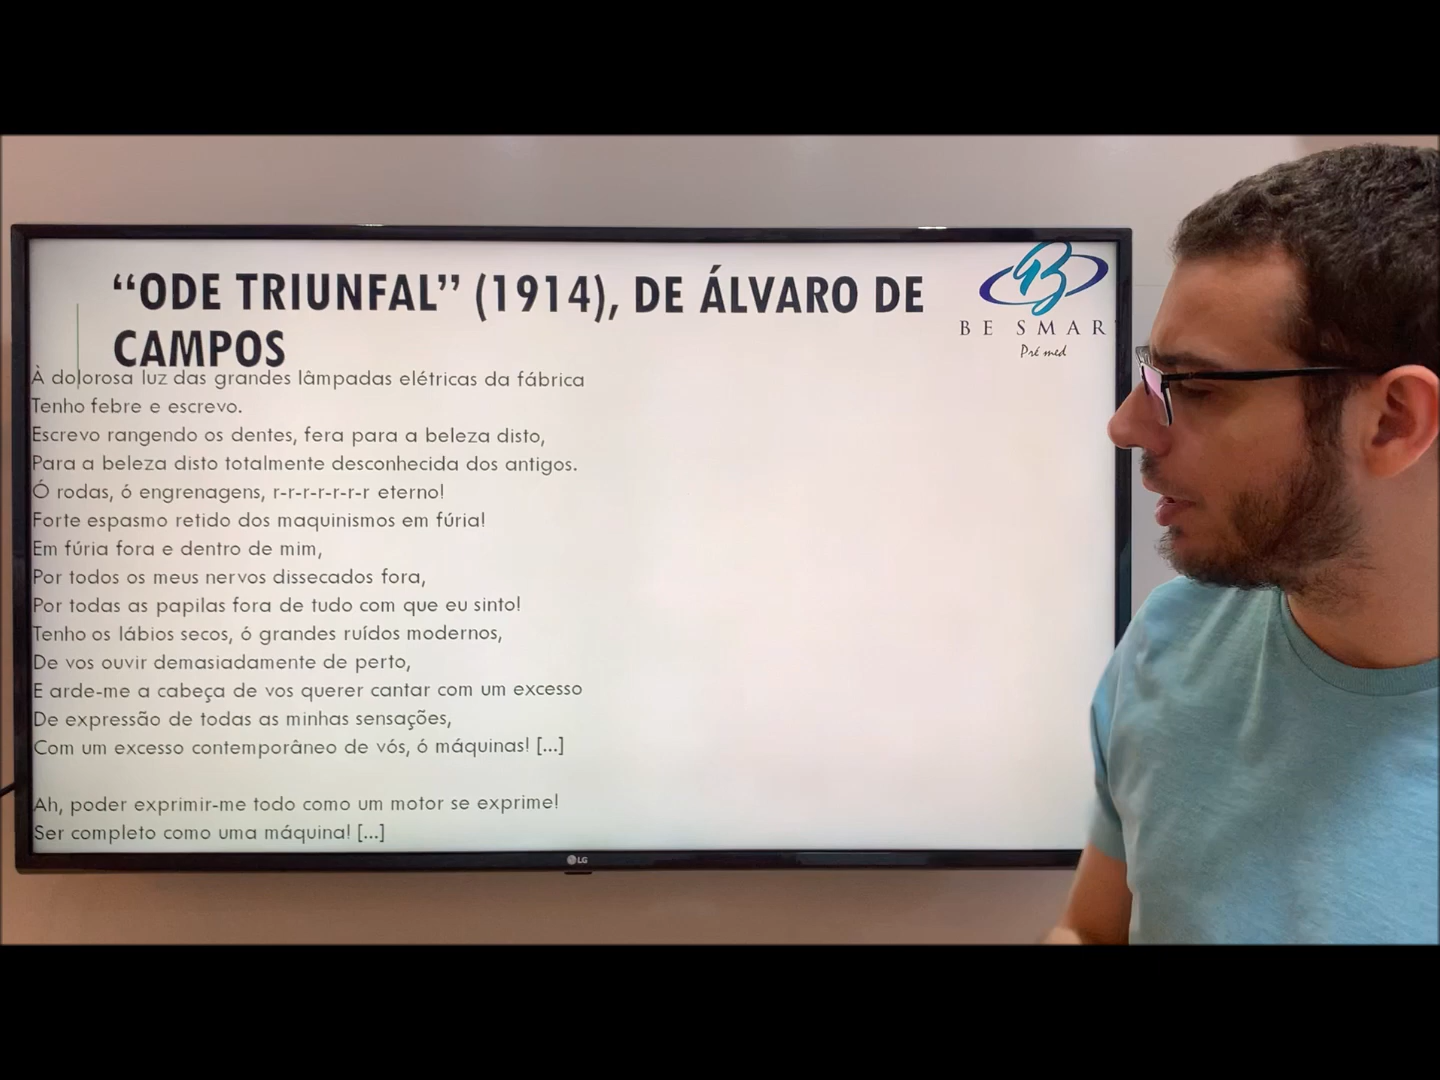 “ODE TRIUNFAL” (1914), DE ÁLVARO DE
CAMPOS
BE SMAR
Pré med
À dolorosa luz das grandes lâmpadas elétricas da fábrica
Tenho febre e escrevo.
Escrevo rangendo os dentes, fera para a beleza disto,
Para a beleza disto totalmente desconhecida dos antigos.
Ó rodas, ó engrenagens, r-r-r-r-r-r-r eterno!
Forte espasmo retido dos maquinismos em fúria!
Em fúria fora e dentro de mim,
Por todos os meus nervos dissecados fora,
Por todas as papilas fora de tudo com que eu sinto!
Tenho os lábios secos, ó grandes ruídos modernos,
De vos ouvir demasiadamente de perto,
E arde-me a cabeça de vos querer cantar com um excesso
De expressão de todas as minhas sensações,
Com um excesso contemporâneo de vós, ó máquinas! [...]
Ah, poder exprimir-me todo como um motor se exprime!
Ser completo como uma máquina! [...]
LG